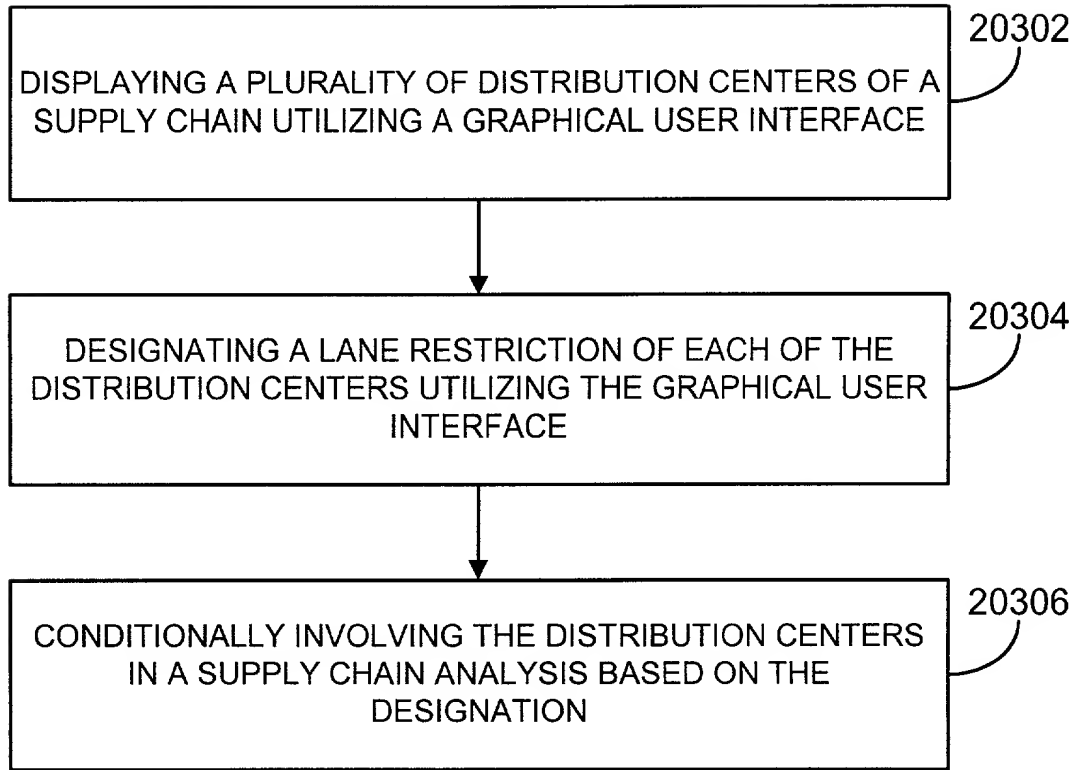 20302
DISPLAYING A PLURALITY OF DISTRIBUTION CENTERS OF A
SUPPLY CHAIN UTILIZING A GRAPHICAL USER INTERFACE
20304
DESIGNATING A LANE RESTRICTION OF EACH OF THE
DISTRIBUTION CENTERS UTILIZING THE GRAPHICAL USER
INTERFACE
20306
CONDITIONALLY INVOLVING THE DISTRIBUTION CENTERS
IN A SUPPLY CHAIN ANALYSIS BASED ON THE
DESIGNATION